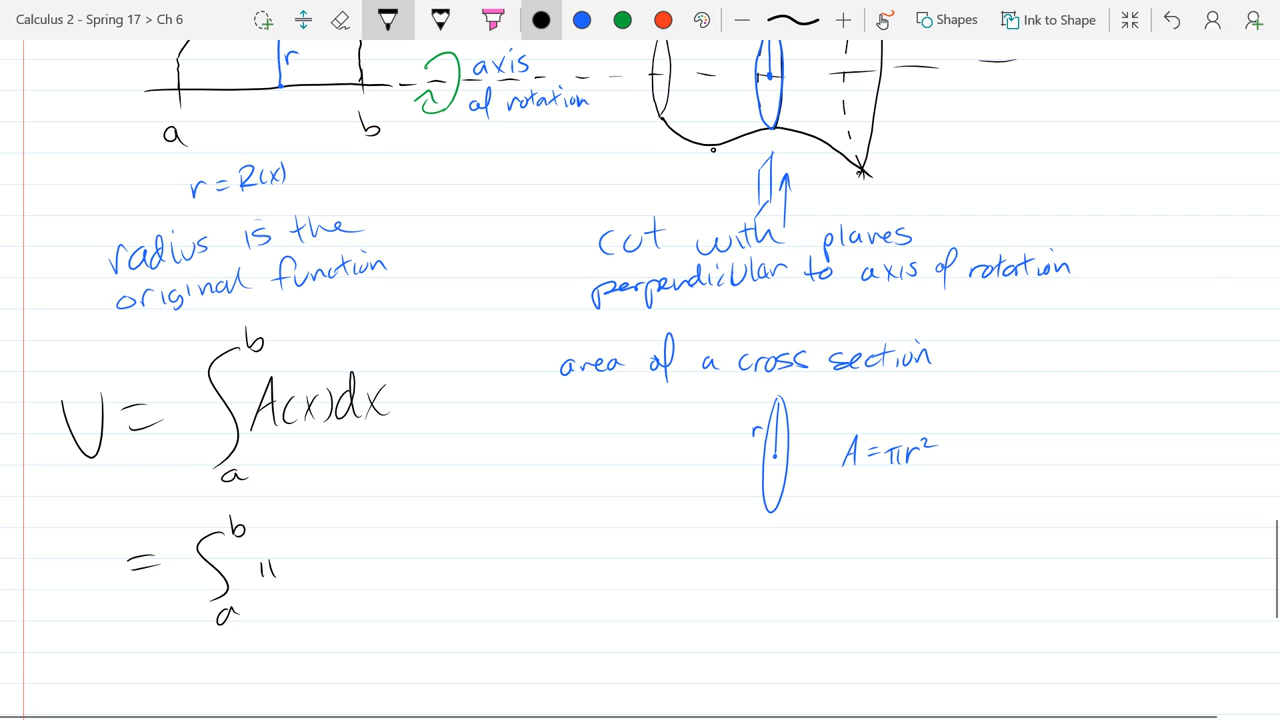 Calculus 2 - Spring 17 > Ch 6
Shapes
Ink to Shape
r
axis
of rotation
a
b
r = R(x)
radius is the
original function
cut with planes
perpendicular to axis of rotation
area of a cross section
V = ∫_a^b A(x)dx
r
A = πr²
= ∫_a^b